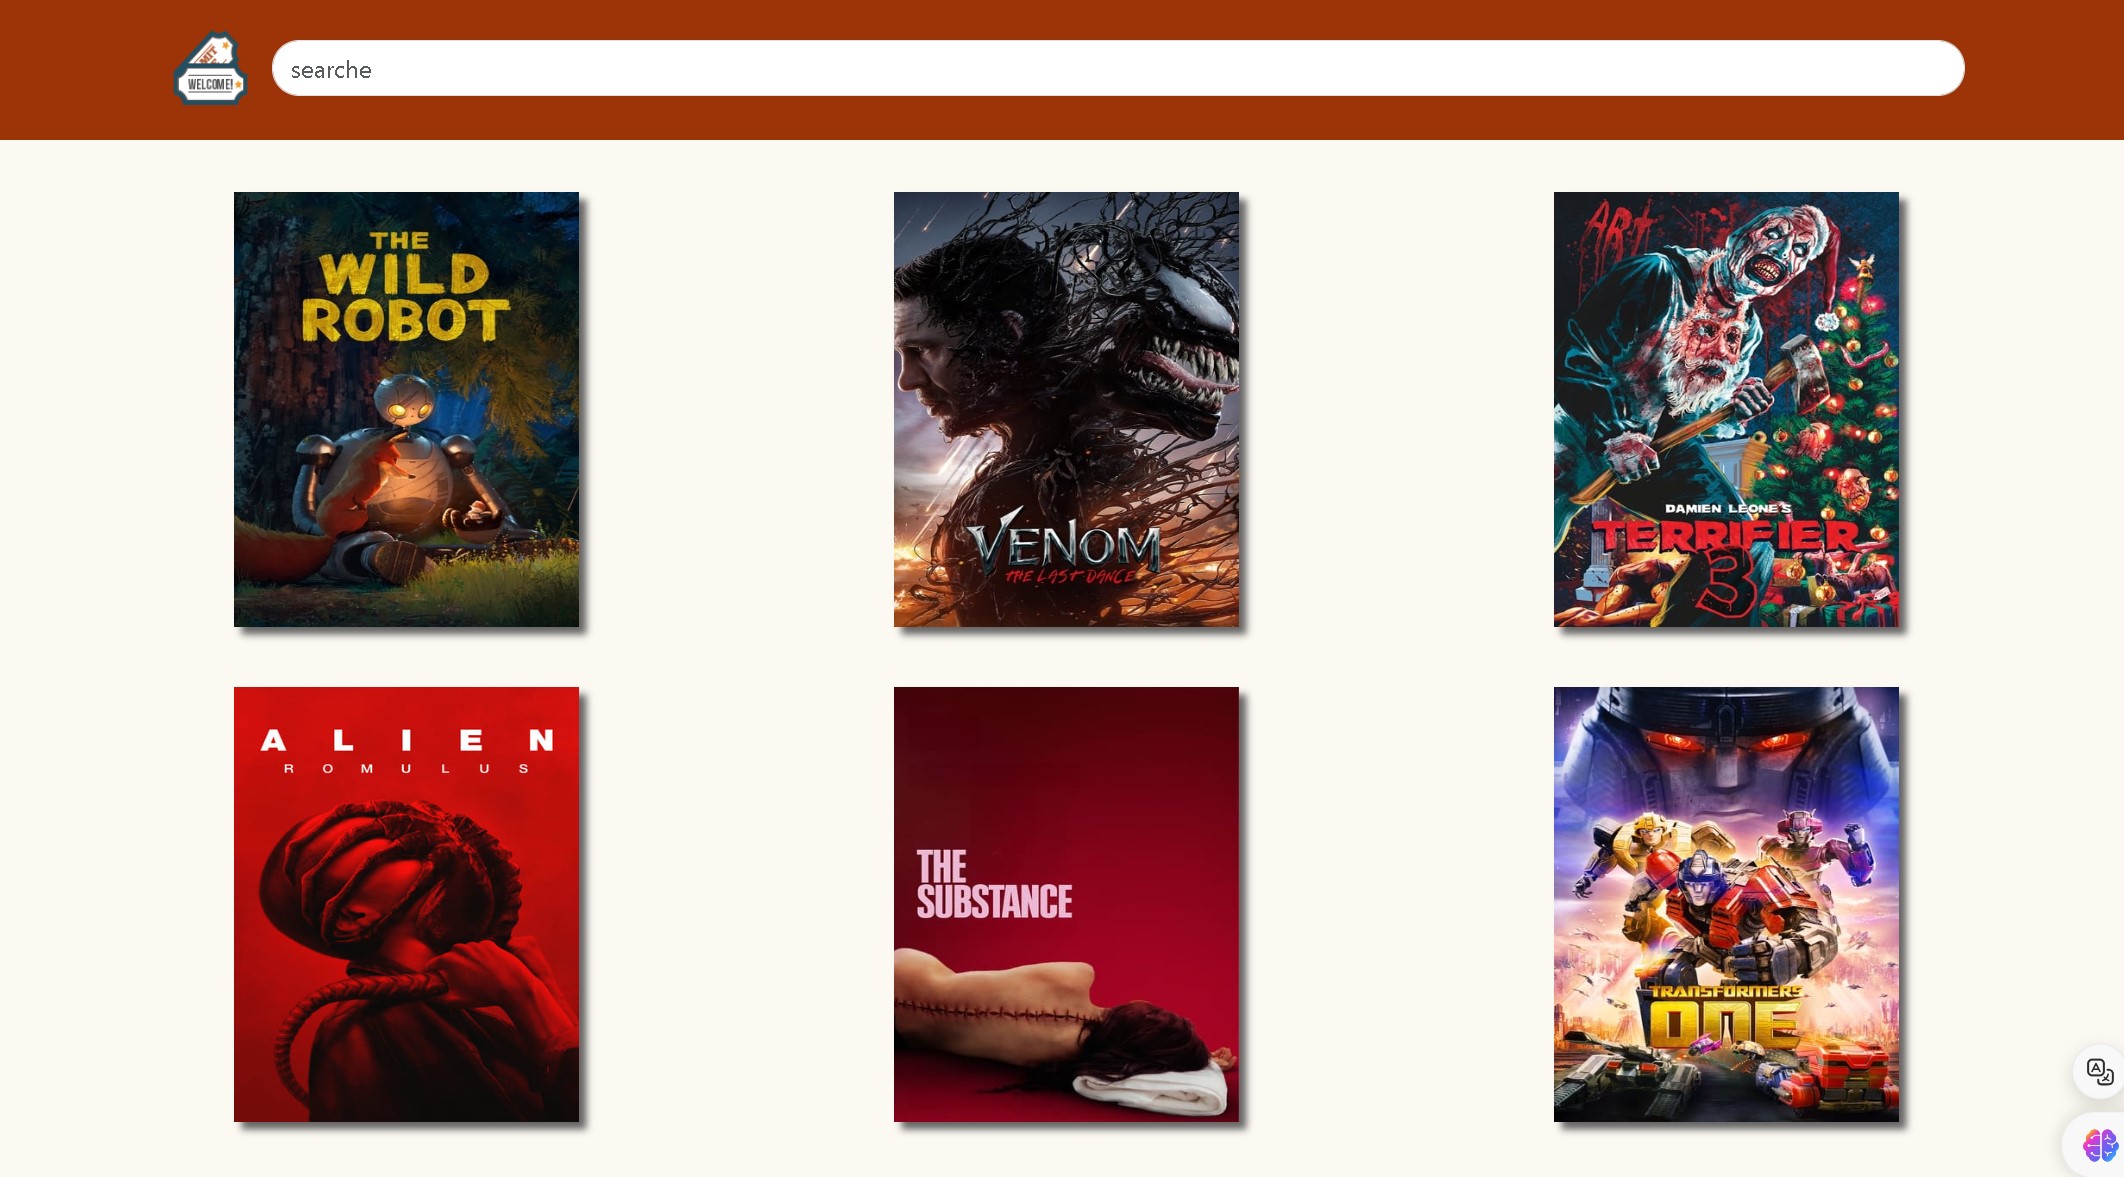 MIT
WELCOME!
searche
THE
WILD
ROBOT
VENOM
THE LAST DANCE
ART
DAMIEN LEONE'S
TERRIFIER
3
ALIEN
ROMULUS
THE
SUBSTANCE
TRANSFORMERS
ONE
A